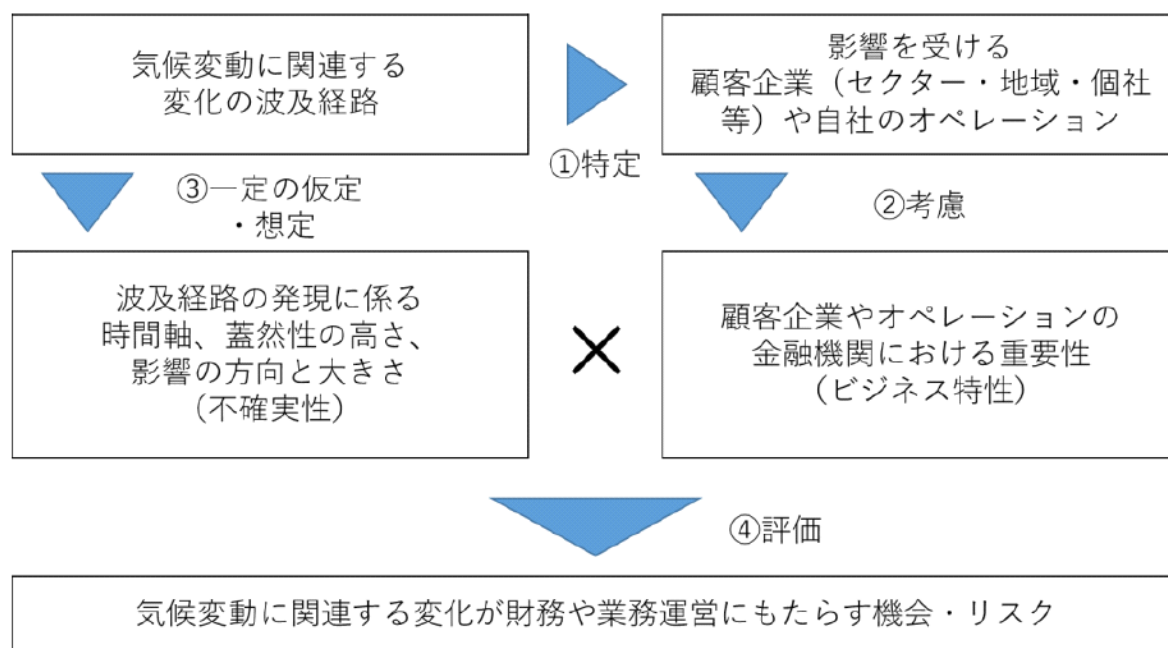 気候変動に関連する
変化の波及経路
①特定
影響を受ける
顧客企業（セクター・地域・個社
等）や自社のオペレーション
③一定の仮定
・想定
②考慮
波及経路の発現に係る
時間軸、蓋然性の高さ、
影響の方向と大きさ
(不確実性)
×
顧客企業やオペレーションの
金融機関における重要性
(ビジネス特性)
④評価
気候変動に関連する変化が財務や業務運営にもたらす機会・リスク